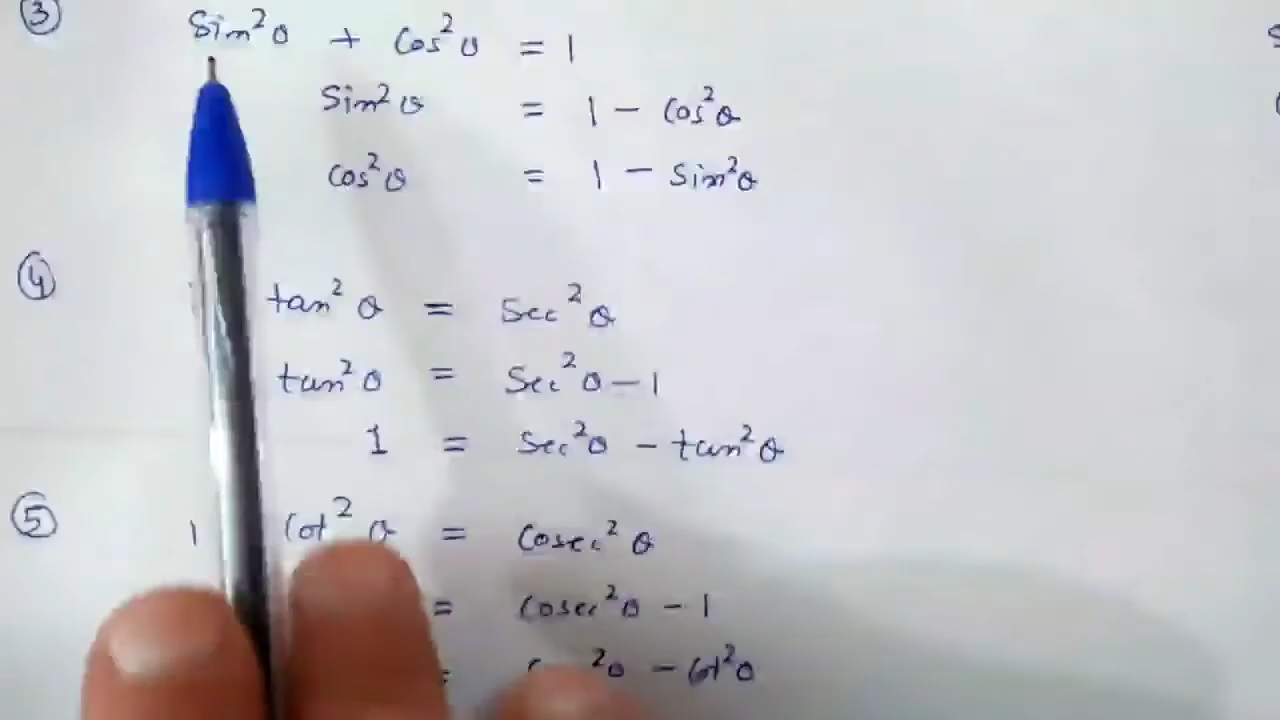 ③ Sin²θ + Cos²θ = 1
Sin²θ = 1 - Cos²θ
Cos²θ = 1 - Sin²θ
④ tan²θ = Sec²θ
tan²θ = Sec²θ - 1
1 = Sec²θ - tan²θ
⑤ 1 Cot²θ = Cosec²θ
= Cosec²θ - 1
= ²θ - Cot²θ